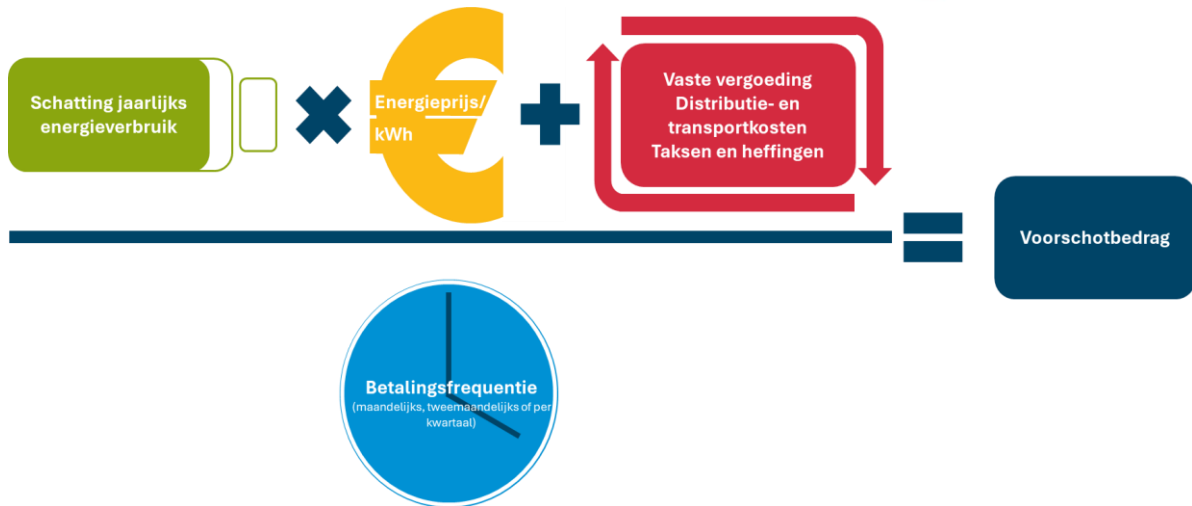 Schatting jaarlijks
energieverbruik
Energieprijs/
kWh
Vaste vergoeding
Distributie- en
transportkosten
Taksen en heffingen
Voorschotbedrag
Betalingsfrequentie
(maandelijks, tweemaandelijks of per
kwartaal)